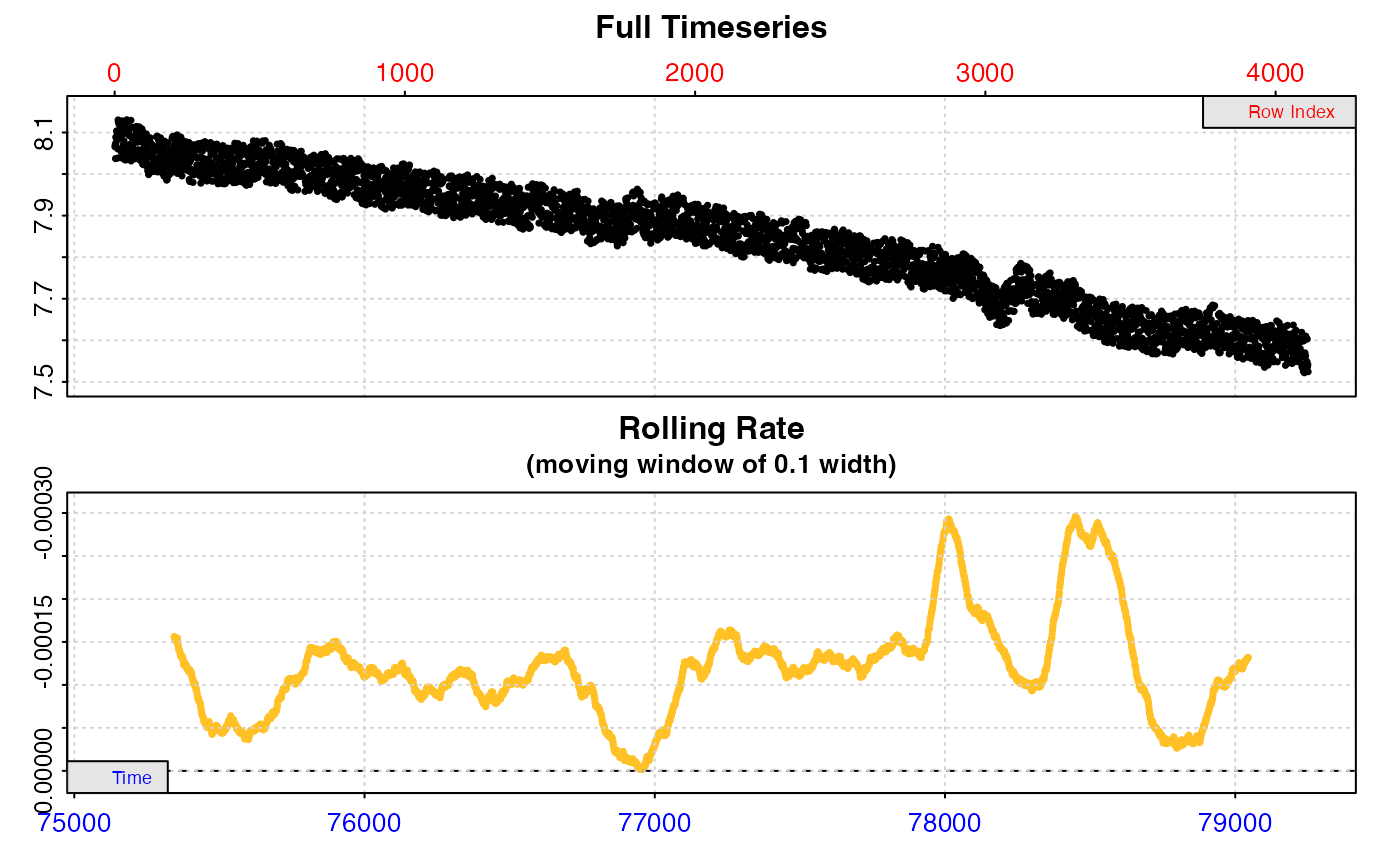 Full Timeseries
0 1000 2000 3000 4000
Row Index
8.1
7.9
7.7
7.5
Rolling Rate
(moving window of 0.1 width)
-0.00030
-0.00015
0.00000
Time
75000 76000 77000 78000 79000